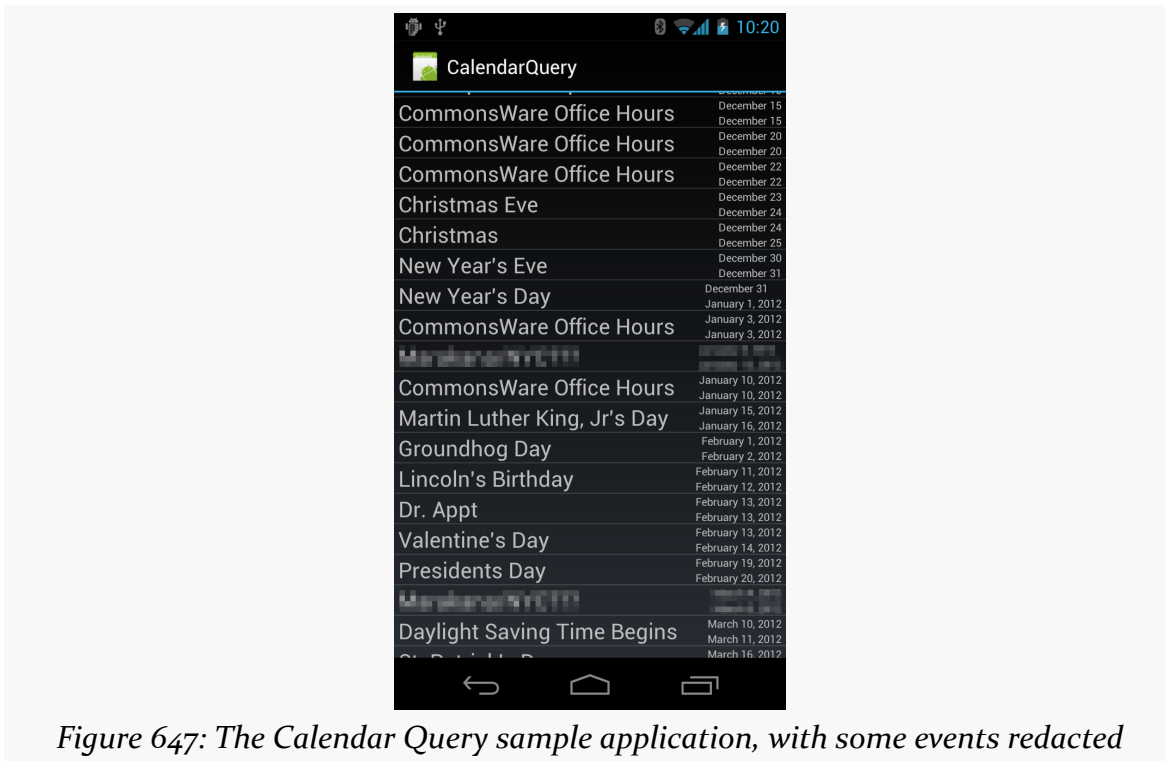 10:20
CalendarQuery
CommonsWare Office Hours December 15
December 15
CommonsWare Office Hours December 20
December 20
CommonsWare Office Hours December 22
December 22
Christmas Eve December 23
December 24
Christmas December 24
December 25
New Year's Eve December 30
December 31
New Year's Day December 31
January 1, 2012
CommonsWare Office Hours January 3, 2012
January 3, 2012
CommonsWare Office Hours January 10, 2012
January 10, 2012
Martin Luther King, Jr's Day January 15, 2012
January 16, 2012
Groundhog Day February 1, 2012
February 2, 2012
Lincoln's Birthday February 11, 2012
February 12, 2012
Dr. Appt February 13, 2012
February 13, 2012
Valentine's Day February 13, 2012
February 14, 2012
Presidents Day February 19, 2012
February 20, 2012
Daylight Saving Time Begins March 10, 2012
March 11, 2012
March 16, 2012
Figure 647: The Calendar Query sample application, with some events redacted